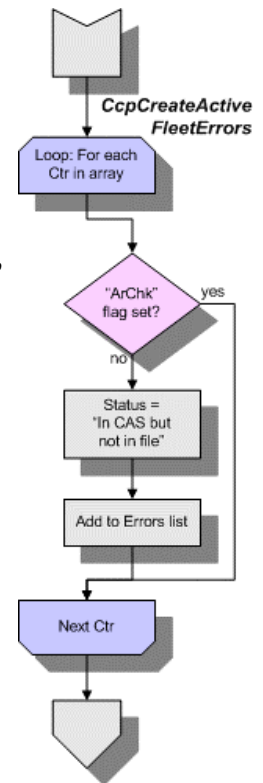 CcpCreateActive
FleetErrors
Loop: For each
Ctr in array
"ArChk"
flag set?
yes
no
Status =
"In CAS but
not in file"
Add to Errors list
Next Ctr